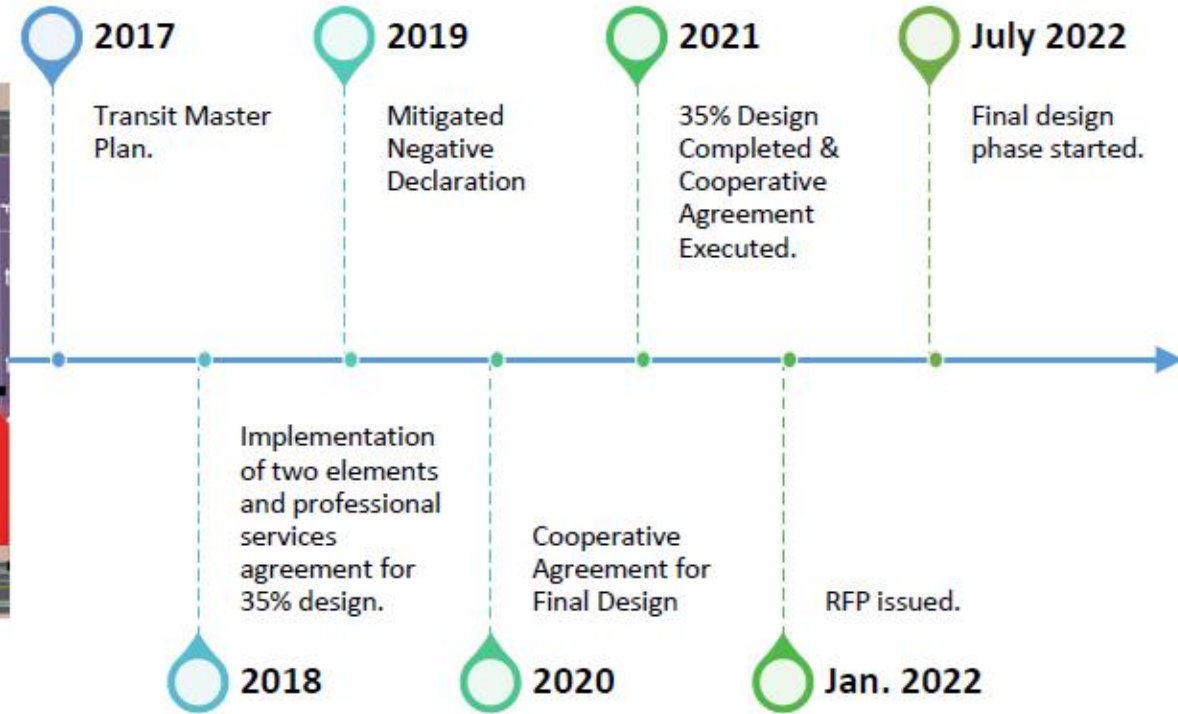 2017
Transit Master
Plan.
2019
Mitigated
Negative
Declaration
2021
35% Design
Completed &
Cooperative
Agreement
Executed.
July 2022
Final design
phase started.
Implementation
of two elements
and professional
services
agreement for
35% design.
2018
Cooperative
Agreement for
Final Design
2020
RFP issued.
Jan. 2022